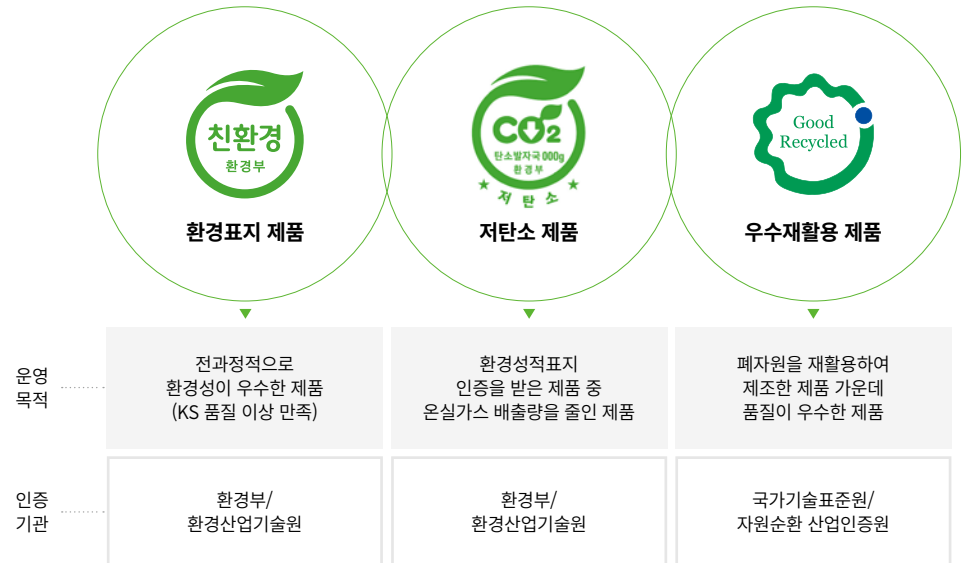 친환경
환경부
CO2
탄소발자국 000g
환경부
★ 저 탄 소 ★
Good
Recycled
환경표지 제품
저탄소 제품
우수재활용 제품
운영
목적
전과정적으로
환경성이 우수한 제품
(KS 품질 이상 만족)
환경성적표지
인증을 받은 제품 중
온실가스 배출량을 줄인 제품
폐자원을 재활용하여
제조한 제품 가운데
품질이 우수한 제품
인증
기관
환경부/
환경산업기술원
환경부/
환경산업기술원
국가기술표준원/
자원순환 산업인증원